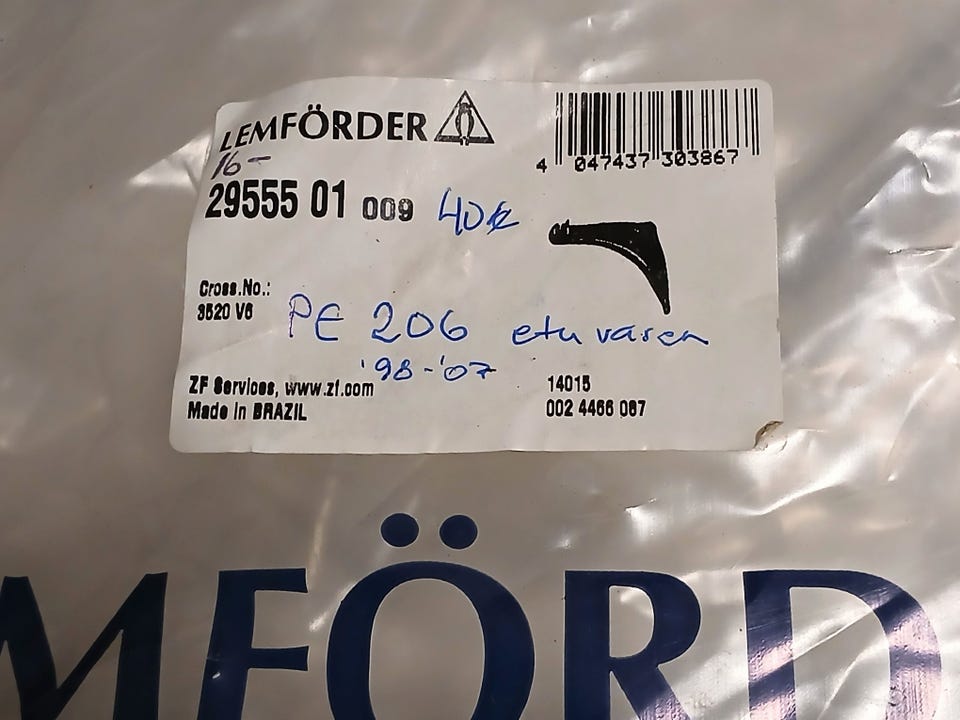 LEMFÖRDER
4 047437 303867
16-
29555 01 009 40€
Cross.No.:
3520 V6
PE 206 etu vasen
'98-'07
ZF Services, www.zf.com
Made in BRAZIL
14015
002 4466 067
MFÖRD